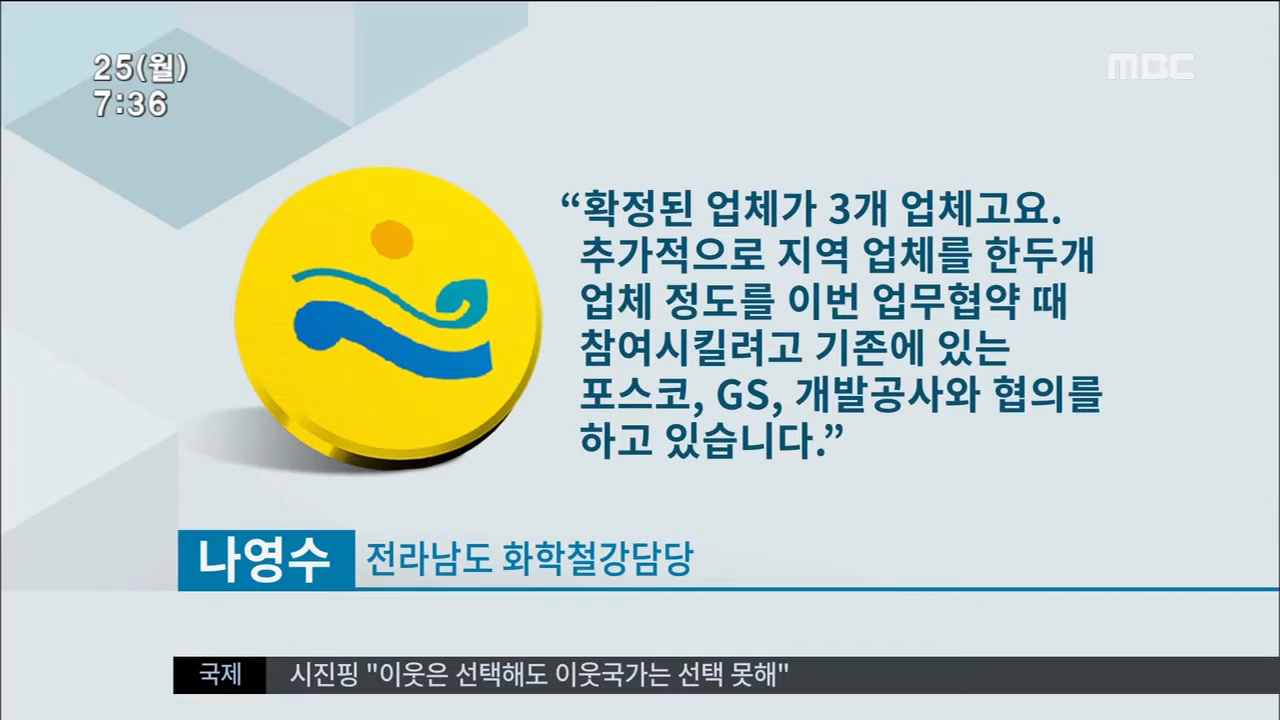 25(월)
7:36
MBC
“확정된 업체가 3개 업체고요.
추가적으로 지역 업체를 한두개
업체 정도를 이번 업무협약 때
참여시킬려고 기존에 있는
포스코, GS, 개발공사와 협의를
하고 있습니다.”
나영수 전라남도 화학철강담당
국제 시진핑 "이웃은 선택해도 이웃국가는 선택 못해"